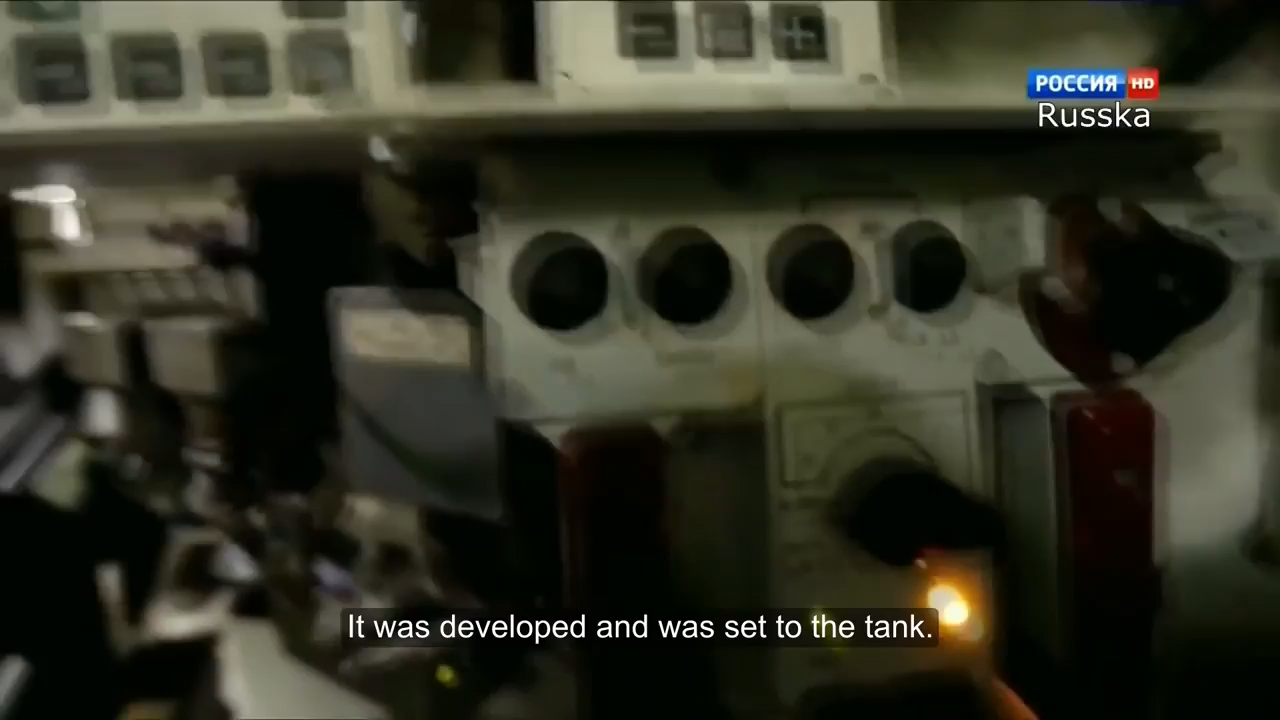 РОССИЯ HD
Russka
It was developed and was set to the tank.